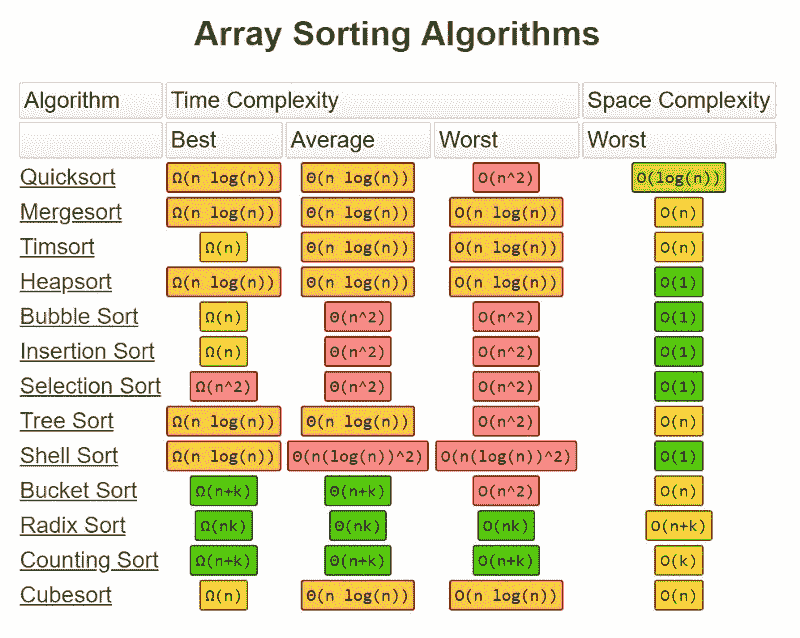 Array Sorting Algorithms
Algorithm Time Complexity Space Complexity
Best Average Worst Worst
Quicksort Ω(n log(n)) Θ(n log(n)) O(n^2) O(log(n))
Mergesort Ω(n log(n)) Θ(n log(n)) O(n log(n)) O(n)
Timsort Ω(n) Θ(n log(n)) O(n log(n)) O(n)
Heapsort Ω(n log(n)) Θ(n log(n)) O(n log(n)) O(1)
Bubble Sort Ω(n) Θ(n^2) O(n^2) O(1)
Insertion Sort Ω(n) Θ(n^2) O(n^2) O(1)
Selection Sort Ω(n^2) Θ(n^2) O(n^2) O(1)
Tree Sort Ω(n log(n)) Θ(n log(n)) O(n^2) O(n)
Shell Sort Ω(n log(n)) Θ(n(log(n))^2) O(n(log(n))^2) O(1)
Bucket Sort Ω(n+k) Θ(n+k) O(n^2) O(n)
Radix Sort Ω(nk) Θ(nk) O(nk) O(n+k)
Counting Sort Ω(n+k) Θ(n+k) O(n+k) O(k)
Cubesort Ω(n) Θ(n log(n)) O(n log(n)) O(n)